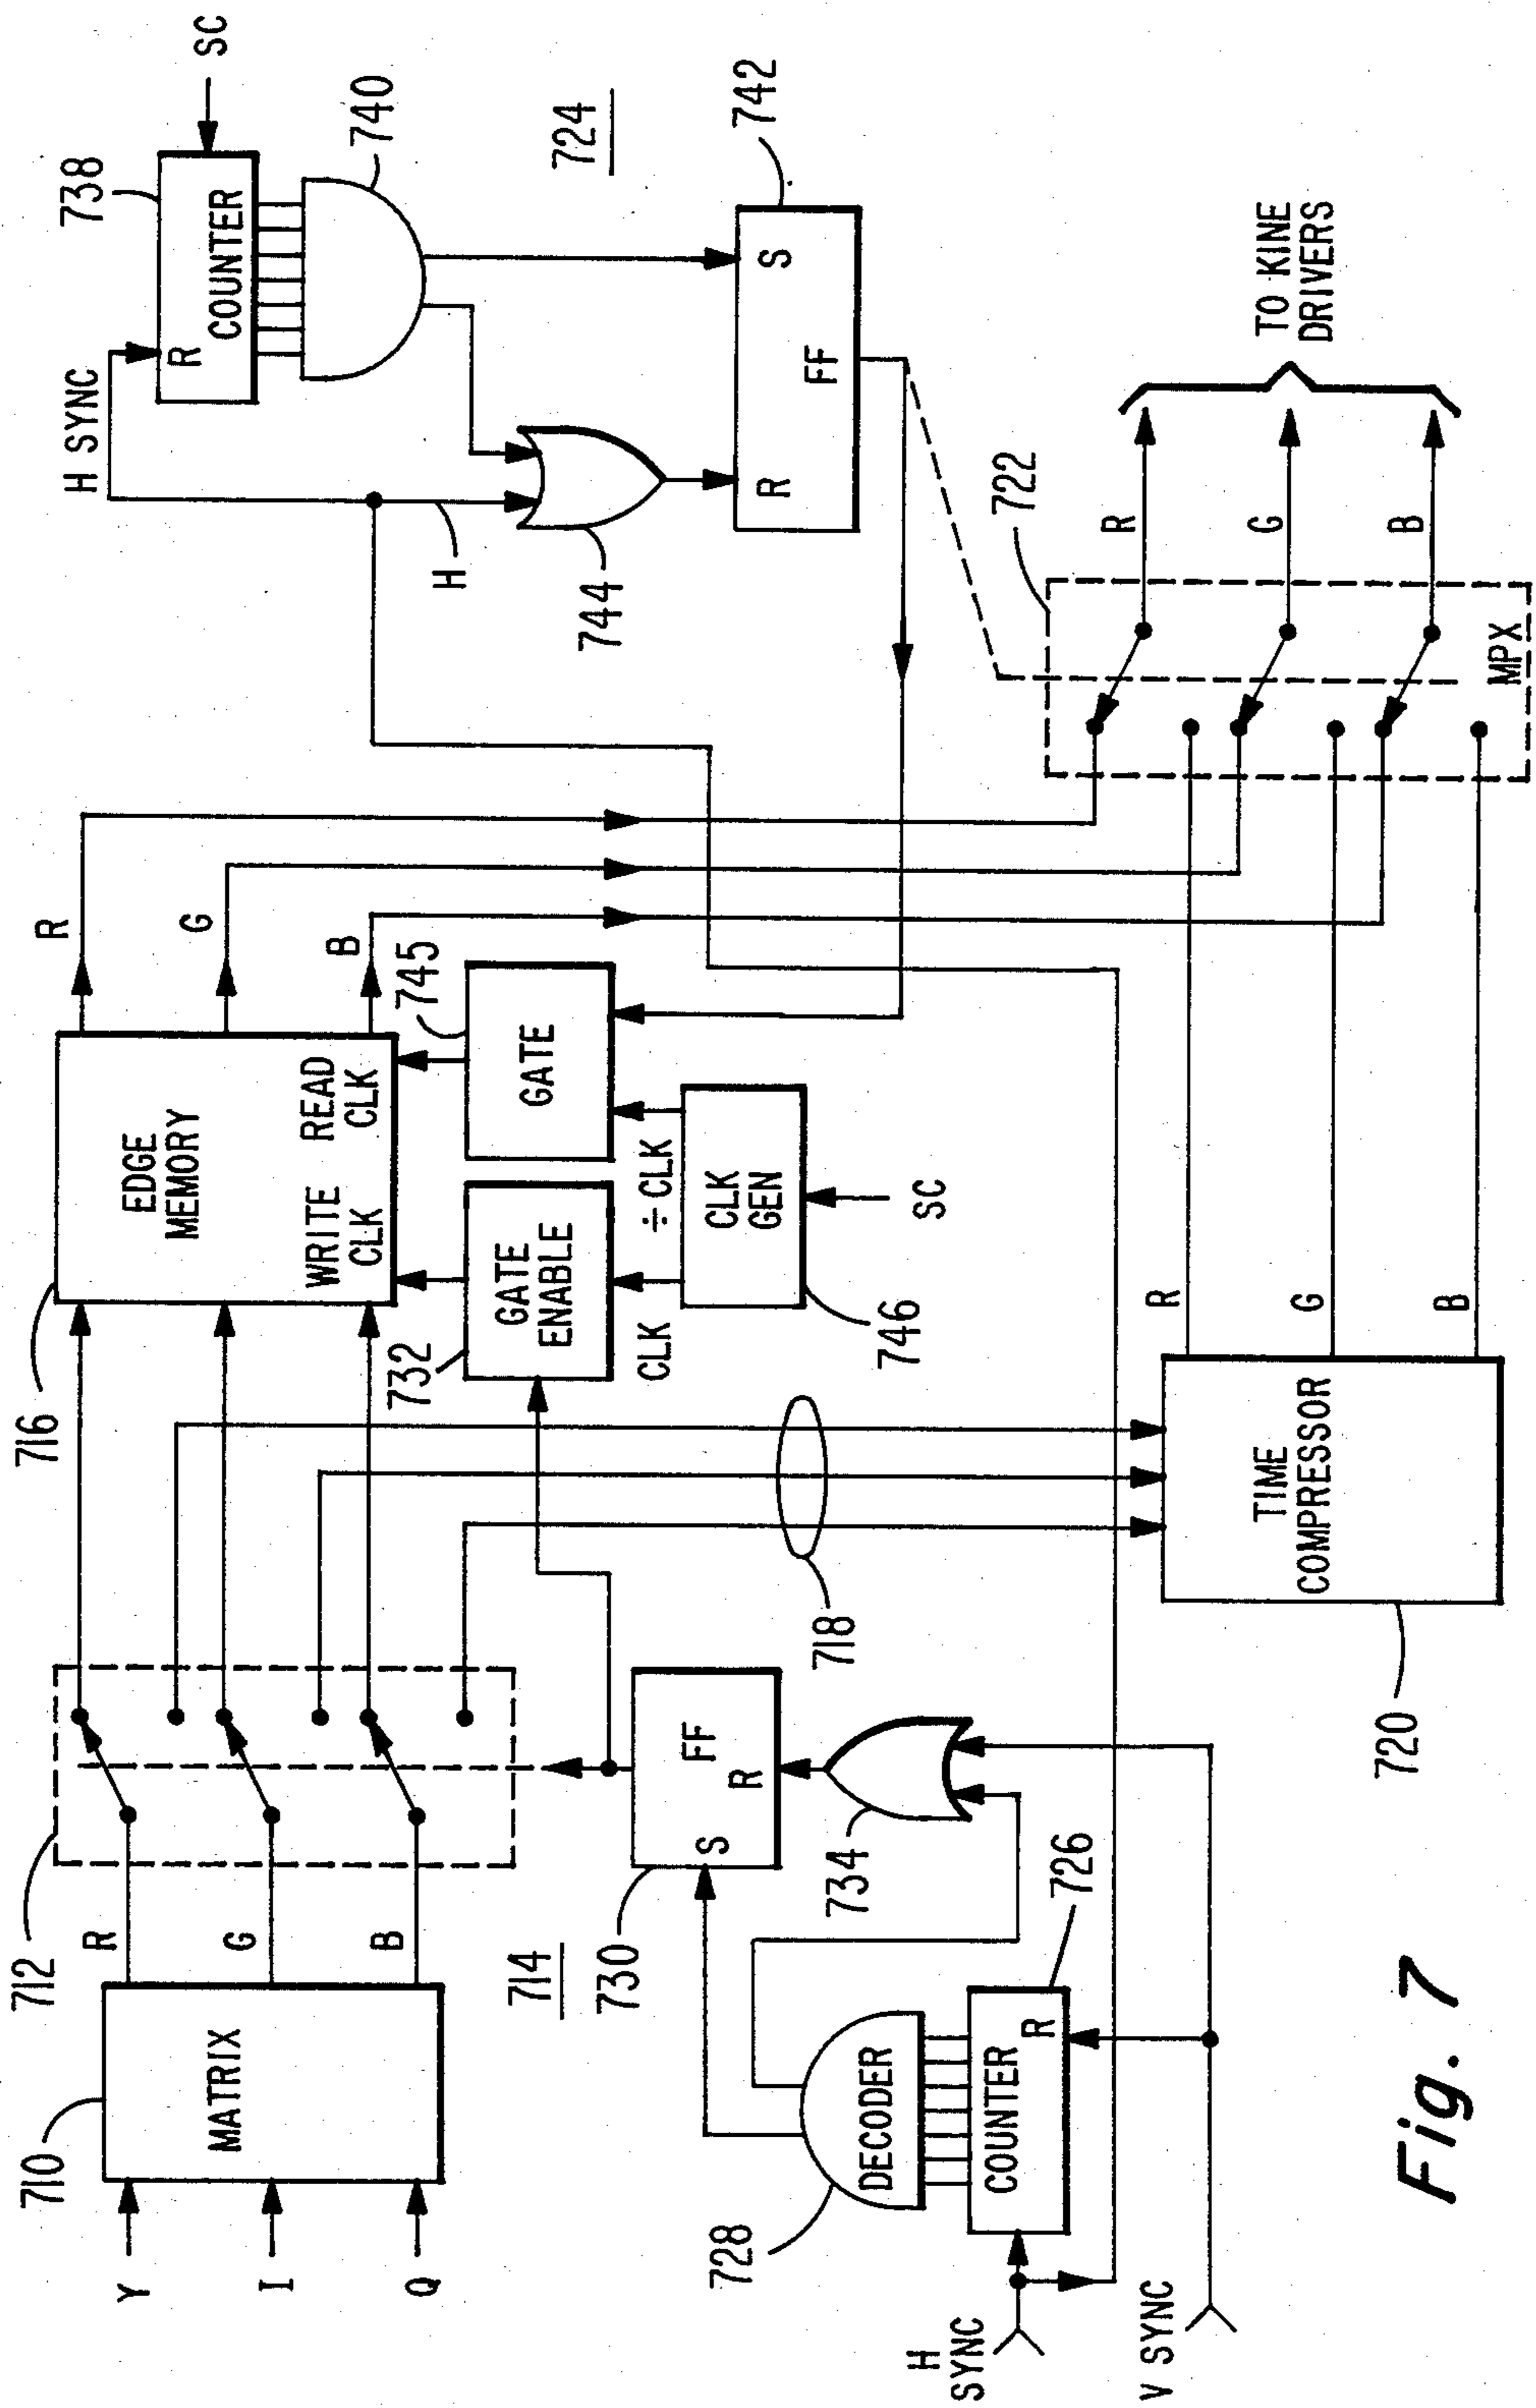 710
MATRIX
Y
I
Q
R
G
B
712
714
730
FF
S
R
734
728
DECODER
COUNTER
R
726
H
SYNC
V SYNC
716
EDGE
MEMORY
WRITE
CLK
READ
CLK
R
G
B
732
GATE
ENABLE
745
GATE
CLK
÷ CLK
CLK
GEN
746
SC
718
TIME
COMPRESSOR
720
R
G
B
H SYNC
738
R
COUNTER
SC
740
724
H
744
742
S
R
FF
722
MPX
R
G
B
TO KINE
DRIVERS
Fig. 7